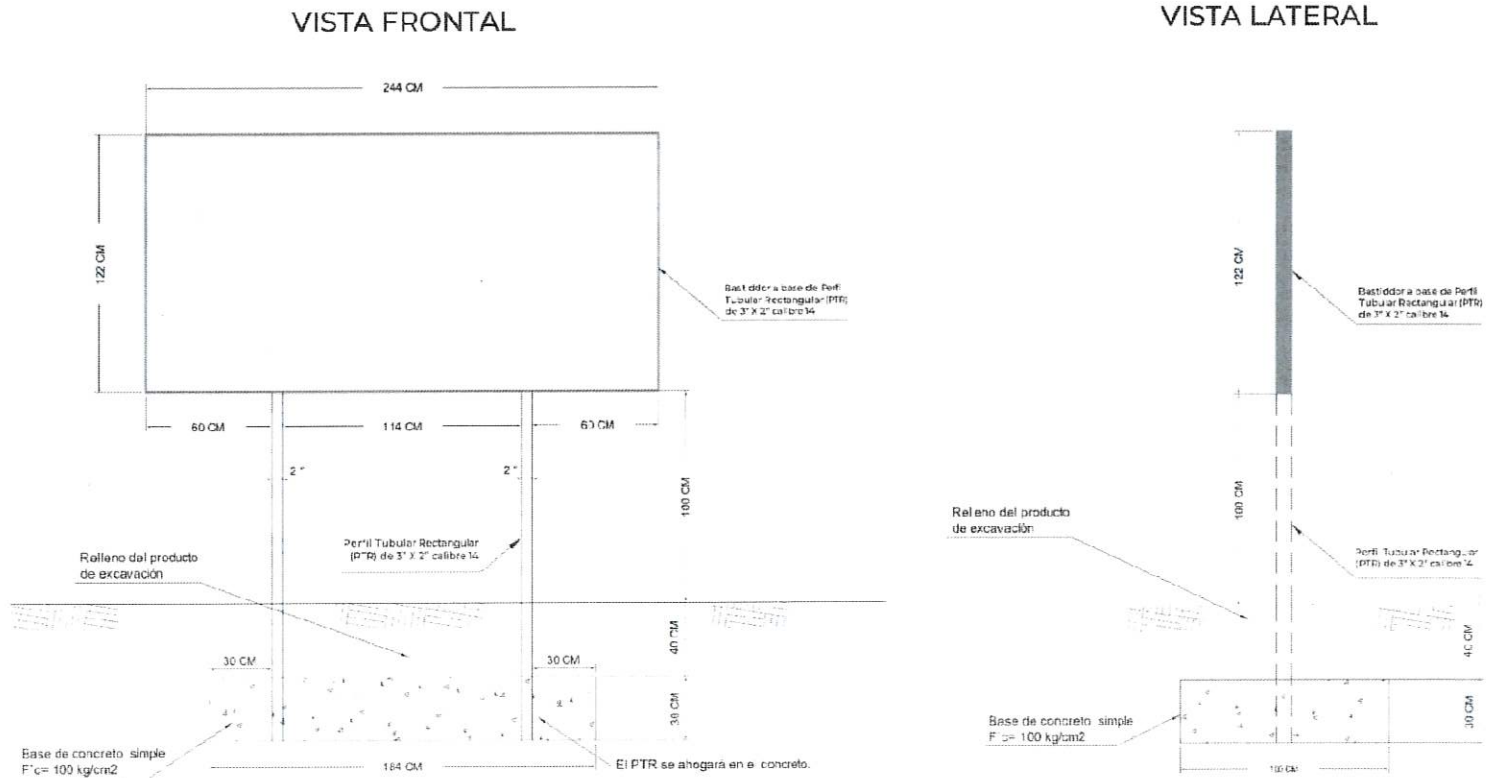 VISTA FRONTAL
244 CM
122 CM
Bastidor a base de Perfil
Tubular Rectangular (PTR)
de 3" X 2" calibre 14
60 CM
114 CM
60 CM
2"
2"
100 CM
Perfil Tubular Rectangular
(PTR) de 3" X 2" calibre 14
Relleno del producto
de excavación
40 CM
30 CM
30 CM
30 CM
Base de concreto simple
F'c= 100 kg/cm2
184 CM
El PTR se ahogará en el concreto.
VISTA LATERAL
122 CM
Bastidor a base de Perfil
Tubular Rectangular (PTR)
de 3" X 2" calibre 14
100 CM
Relleno del producto
de excavación
Perfil Tubular Rectangular
(PTR) de 3" X 2" calibre 14
40 CM
30 CM
Base de concreto simple
F'c= 100 kg/cm2
100 CM